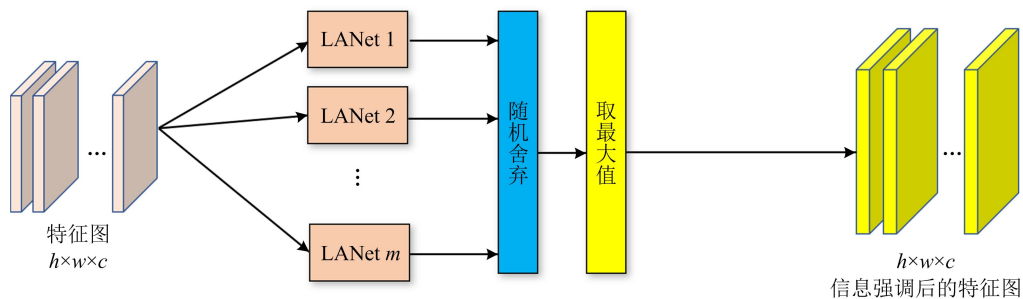 LANet 1
LANet 2
⋮
LANet m
...
特征图
h×w×c
随机舍弃
取最大值
...
h×w×c
信息强调后的特征图